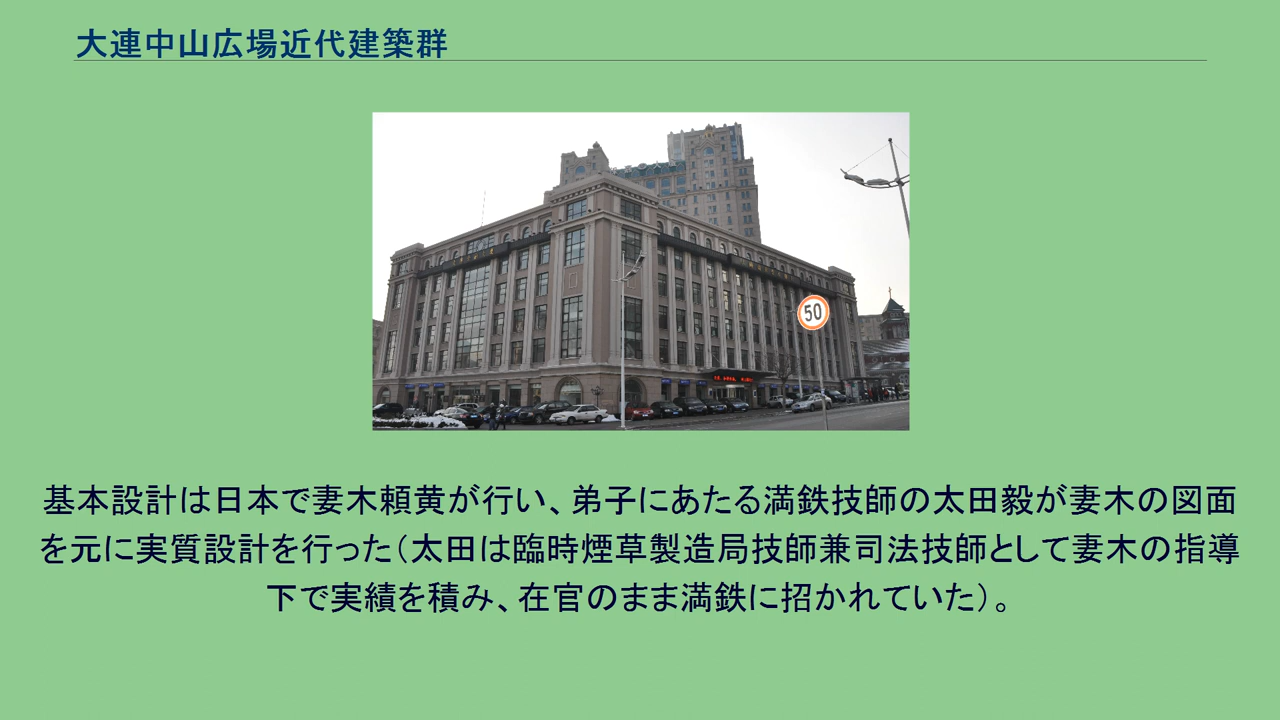 大連中山広場近代建築群
50
基本設計は日本で妻木頼黄が行い、弟子にあたる満鉄技師の太田毅が妻木の図面
を元に実質設計を行った（太田は臨時煙草製造局技師兼司法技師として妻木の指導
下で実績を積み、在官のまま満鉄に招かれていた）。